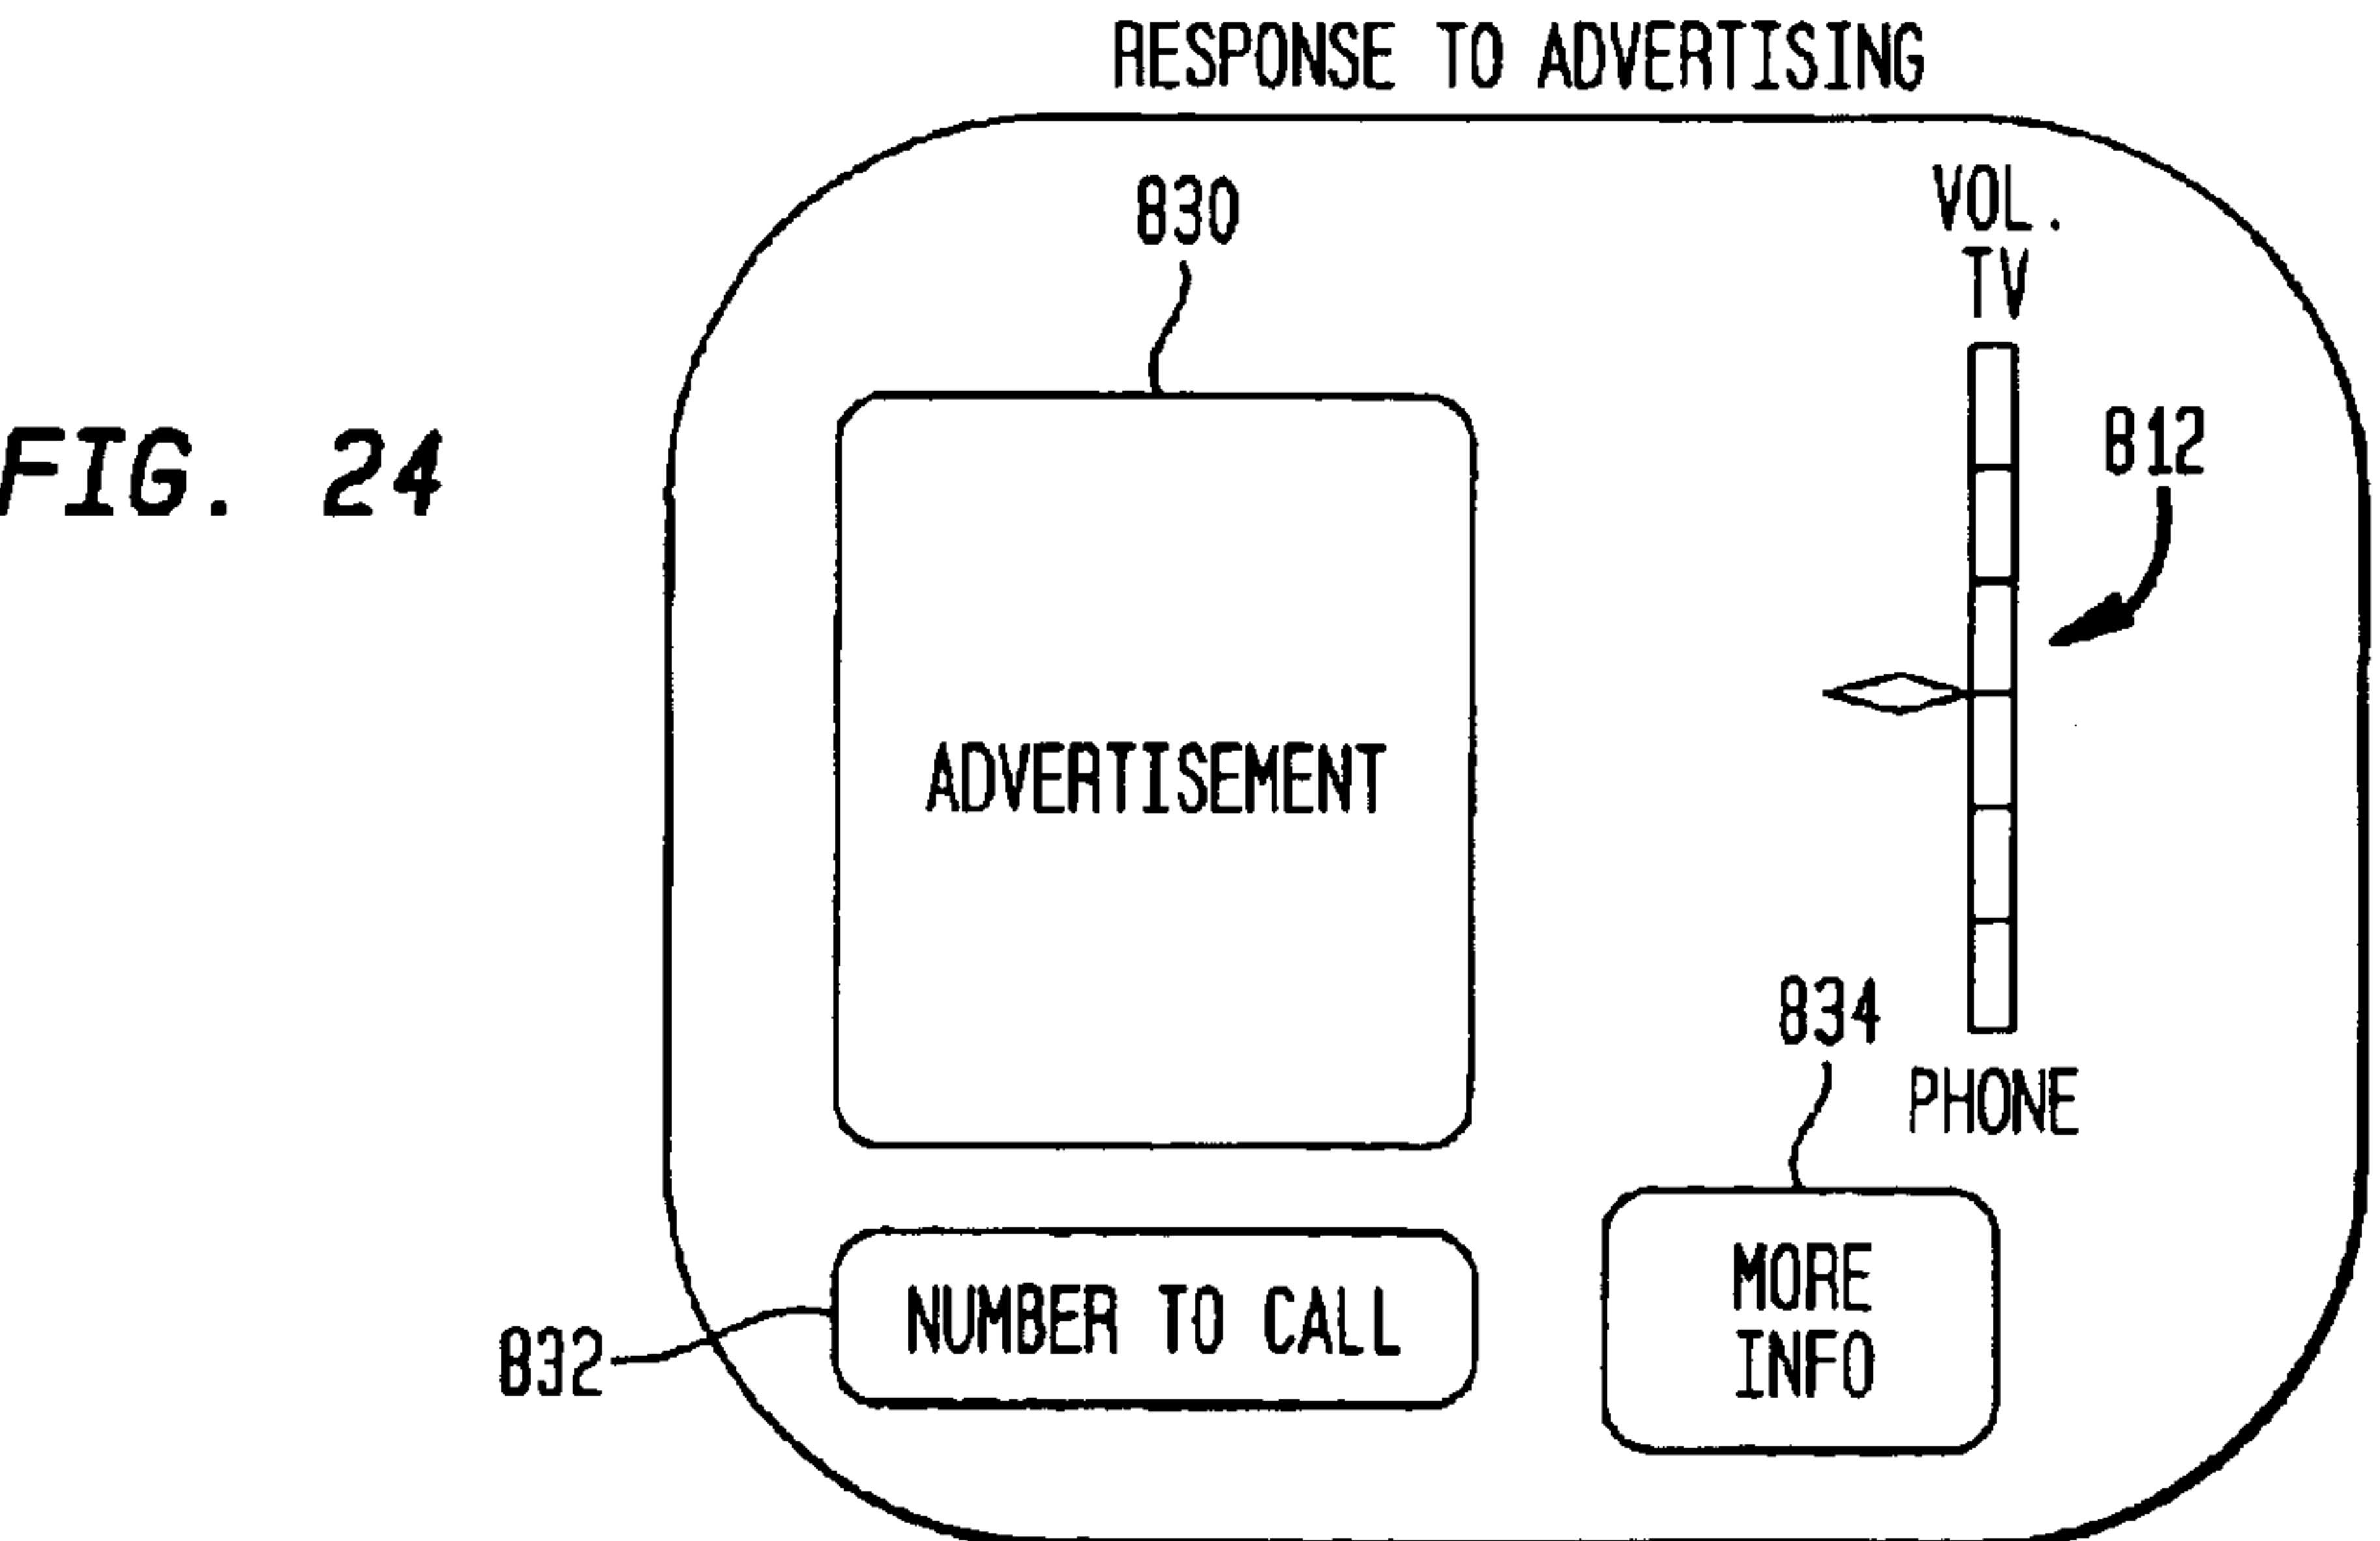 RESPONSE TO ADVERTISING
830
VOL.
TV
812
FIG. 24
ADVERTISEMENT
834
PHONE
MORE
INFO
NUMBER TO CALL
832